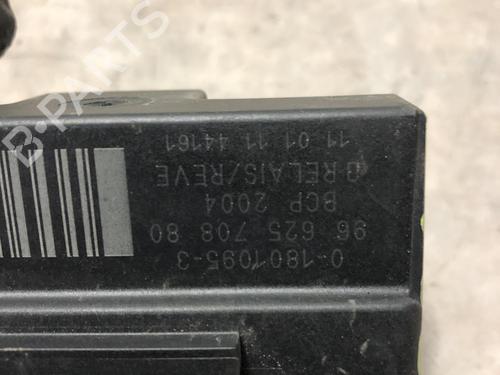 0-1801095-3
96 625 708 80
BCP 2004
RELAIS/REVE
11 01 11 44161
B-PARTS